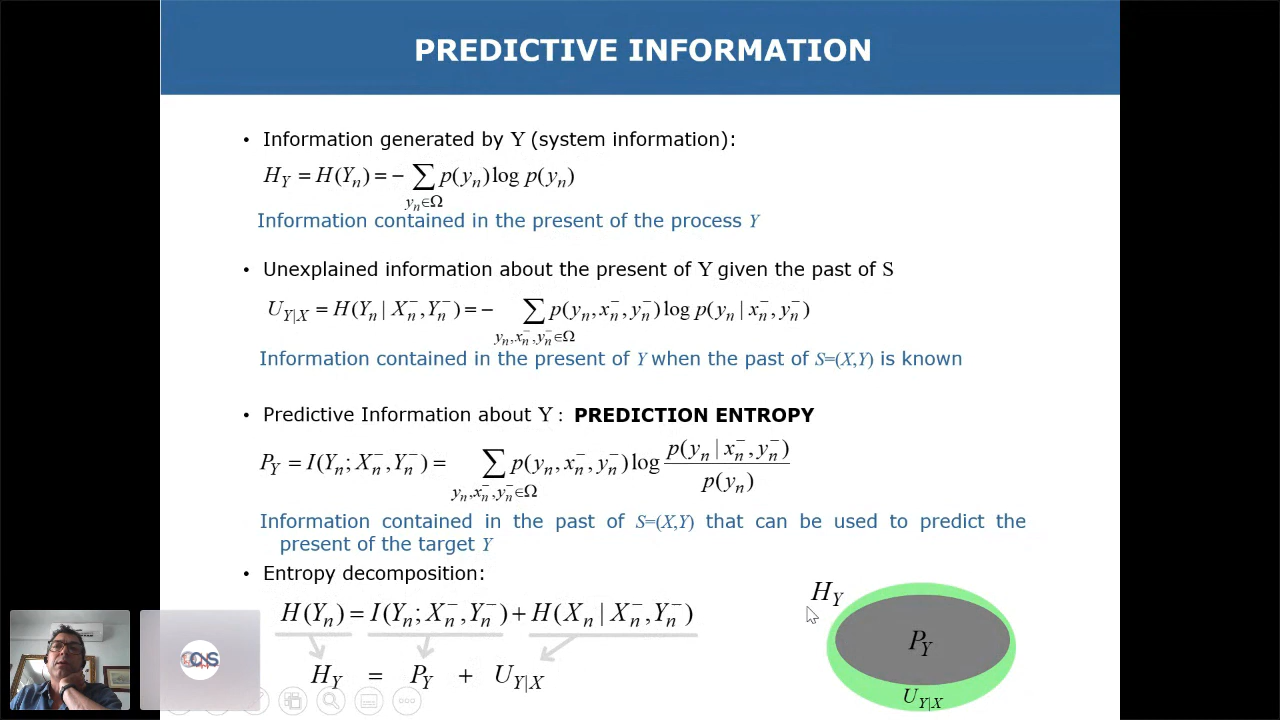 PREDICTIVE INFORMATION
• Information generated by Y (system information):
H_Y = H(Y_n) = − ∑_{y_n∈Ω} p(y_n) log p(y_n)
Information contained in the present of the process Y
• Unexplained information about the present of Y given the past of S
U_{Y|X} = H(Y_n | X_n^−, Y_n^−) = − ∑_{y_n,x_n^−,y_n^−∈Ω} p(y_n, x_n^−, y_n^−) log p(y_n | x_n^−, y_n^−)
Information contained in the present of Y when the past of S=(X,Y) is known
• Predictive Information about Y : PREDICTION ENTROPY
P_Y = I(Y_n; X_n^−, Y_n^−) = ∑_{y_n,x_n^−,y_n^−∈Ω} p(y_n, x_n^−, y_n^−) log p(y_n | x_n^−, y_n^−) / p(y_n)
Information contained in the past of S=(X,Y) that can be used to predict the
present of the target Y
• Entropy decomposition:
H(Y_n) = I(Y_n; X_n^−, Y_n^−) + H(X_n | X_n^−, Y_n^−)
H_Y = P_Y + U_{Y|X}
H_Y
P_Y
U_{Y|X}